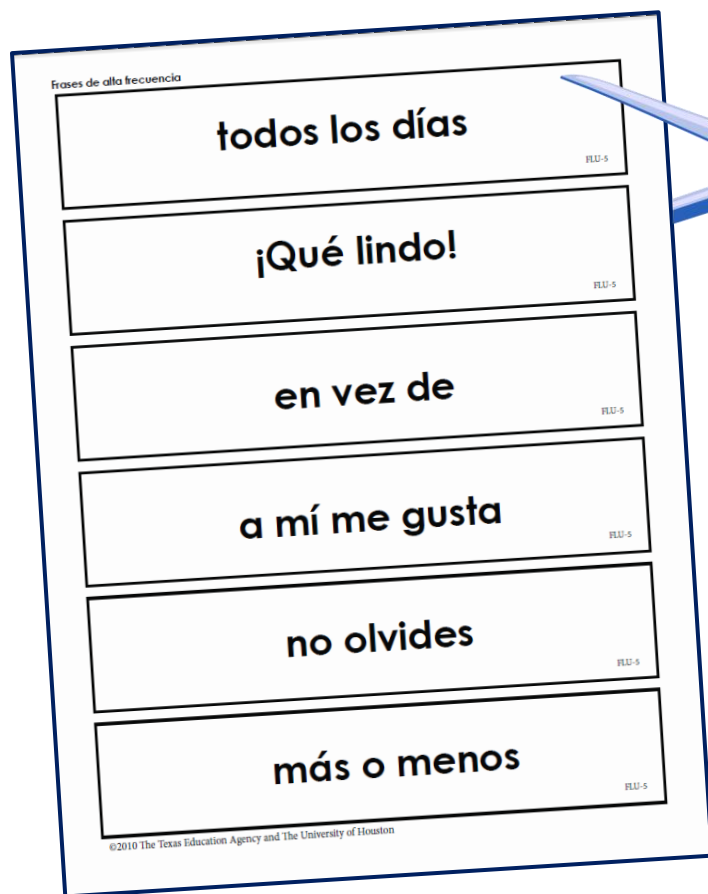 Frases de alta frecuencia
todos los días
FLU-5
¡Qué lindo!
FLU-5
en vez de
FLU-5
a mí me gusta
FLU-5
no olvides
FLU-5
más o menos
FLU-5
©2010 The Texas Education Agency and The University of Houston